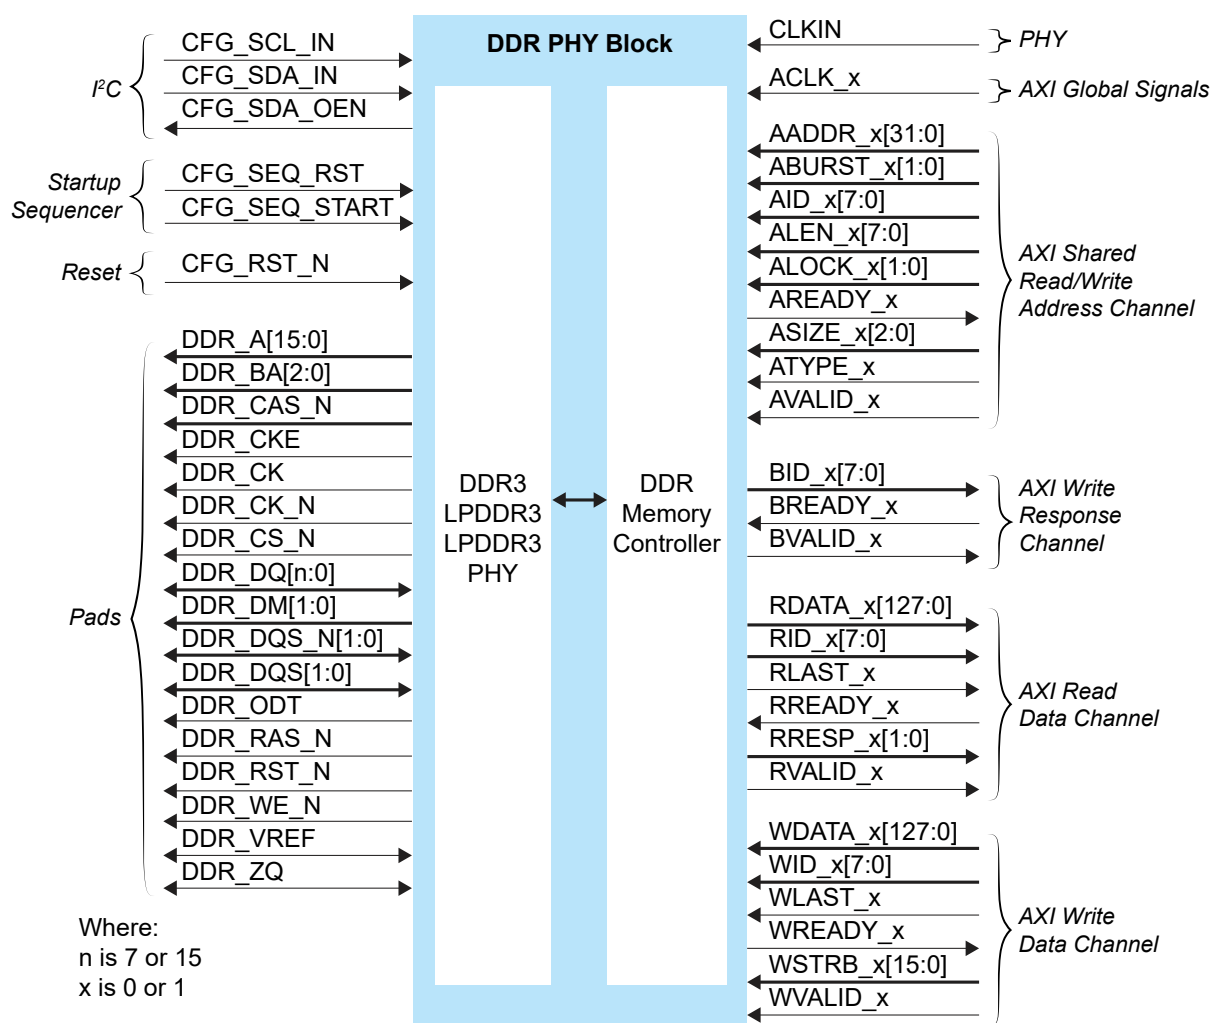 DDR PHY Block
I²C
CFG_SCL_IN
CFG_SDA_IN
CFG_SDA_OEN
Startup
Sequencer
CFG_SEQ_RST
CFG_SEQ_START
Reset
CFG_RST_N
Pads
DDR_A[15:0]
DDR_BA[2:0]
DDR_CAS_N
DDR_CKE
DDR_CK
DDR_CK_N
DDR_CS_N
DDR_DQ[n:0]
DDR_DM[1:0]
DDR_DQS_N[1:0]
DDR_DQS[1:0]
DDR_ODT
DDR_RAS_N
DDR_RST_N
DDR_WE_N
DDR_VREF
DDR_ZQ
Where:
n is 7 or 15
x is 0 or 1
DDR3
LPDDR3
LPDDR3
PHY
DDR
Memory
Controller
CLKIN
PHY
ACLK_x
AXI Global Signals
AADDR_x[31:0]
ABURST_x[1:0]
AID_x[7:0]
ALEN_x[7:0]
ALOCK_x[1:0]
AREADY_x
ASIZE_x[2:0]
ATYPE_x
AVALID_x
AXI Shared
Read/Write
Address Channel
BID_x[7:0]
BREADY_x
BVALID_x
AXI Write
Response
Channel
RDATA_x[127:0]
RID_x[7:0]
RLAST_x
RREADY_x
RRESP_x[1:0]
RVALID_x
AXI Read
Data Channel
WDATA_x[127:0]
WID_x[7:0]
WLAST_x
WREADY_x
WSTRB_x[15:0]
WVALID_x
AXI Write
Data Channel